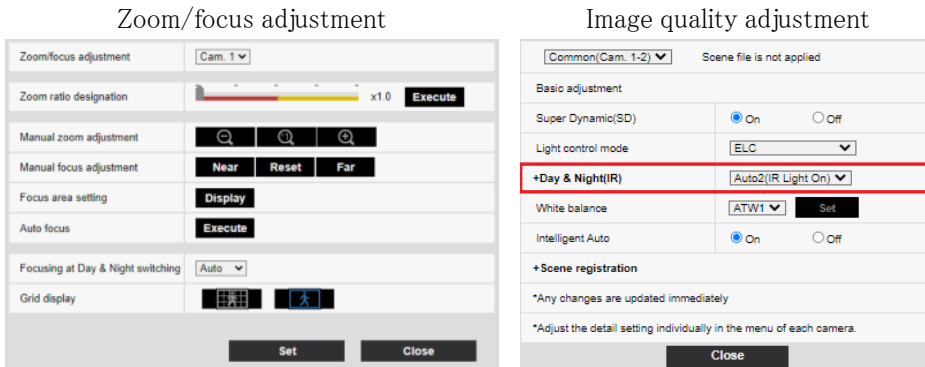 Zoom/focus adjustment
Zoom/focus adjustment Cam. 1
Zoom ratio designation x1.0 Execute
Manual zoom adjustment
Manual focus adjustment Near Reset Far
Focus area setting Display
Auto focus Execute
Focusing at Day & Night switching Auto
Grid display
Set Close
Image quality adjustment
Common(Cam. 1-2) Scene file is not applied
Basic adjustment
Super Dynamic(SD) On Off
Light control mode ELC
+Day & Night(IR) Auto2(IR Light On)
White balance ATW1 Set
Intelligent Auto On Off
+Scene registration
*Any changes are updated immediately
*Adjust the detail setting individually in the menu of each camera.
Close